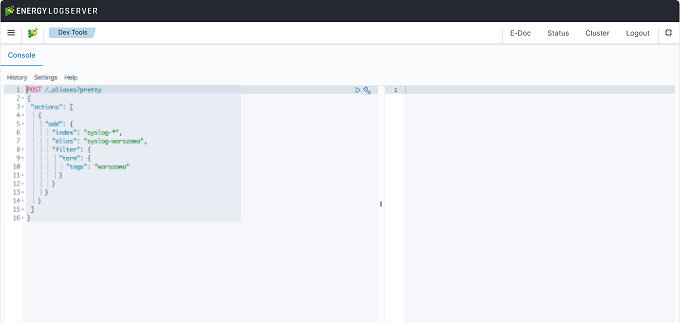 ENERGYLOGSERVER
Dev Tools
E-Doc Status Cluster Logout
Console
History Settings Help
1 POST /_aliases?pretty
2 {
3 "actions": [
4 {
5 "add": {
6 "index": "syslog-*",
7 "alias": "syslog-warszawa",
8 "filter": {
9 "term": {
10 "tags": "warszawa"
11 }
12 }
13 }
14 }
15 ]
16 }
1